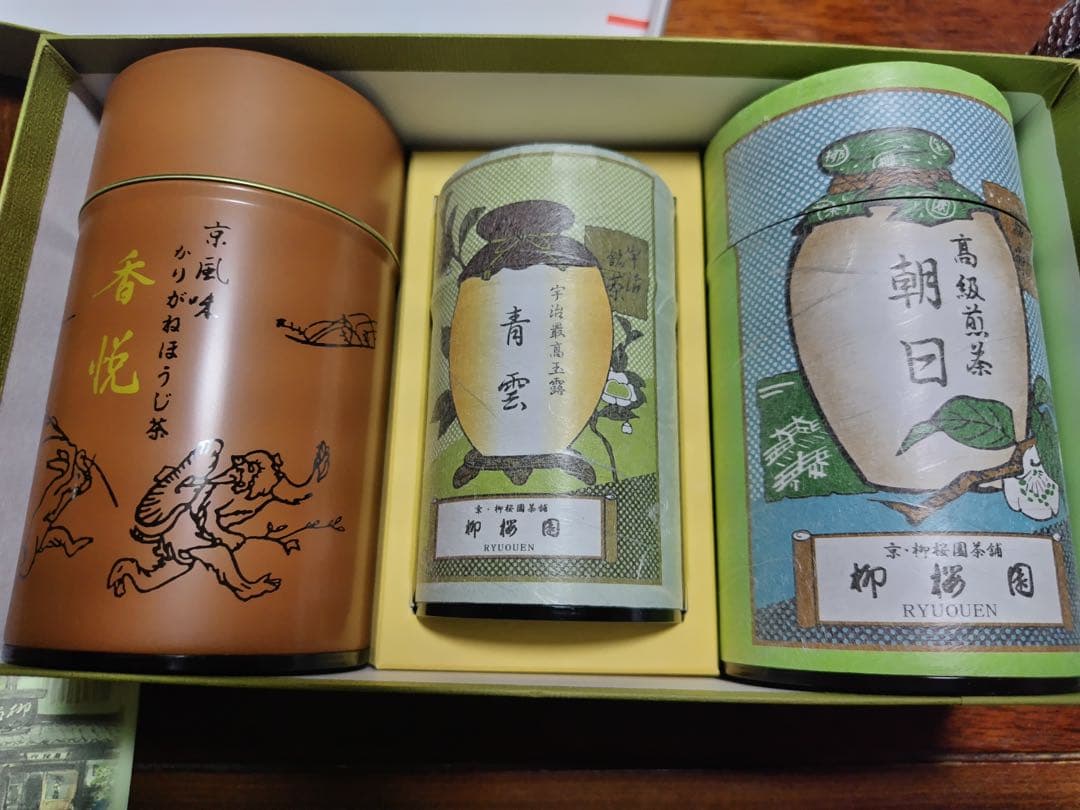 京風味
かりがねほうじ茶
香悦
宇治
銘茶
宇治最高玉露
青雲
京・柳桜園茶舗
柳桜園
RYUOUEN
高級煎茶
朝日
京・柳桜園茶舗
柳桜園
RYUOUEN